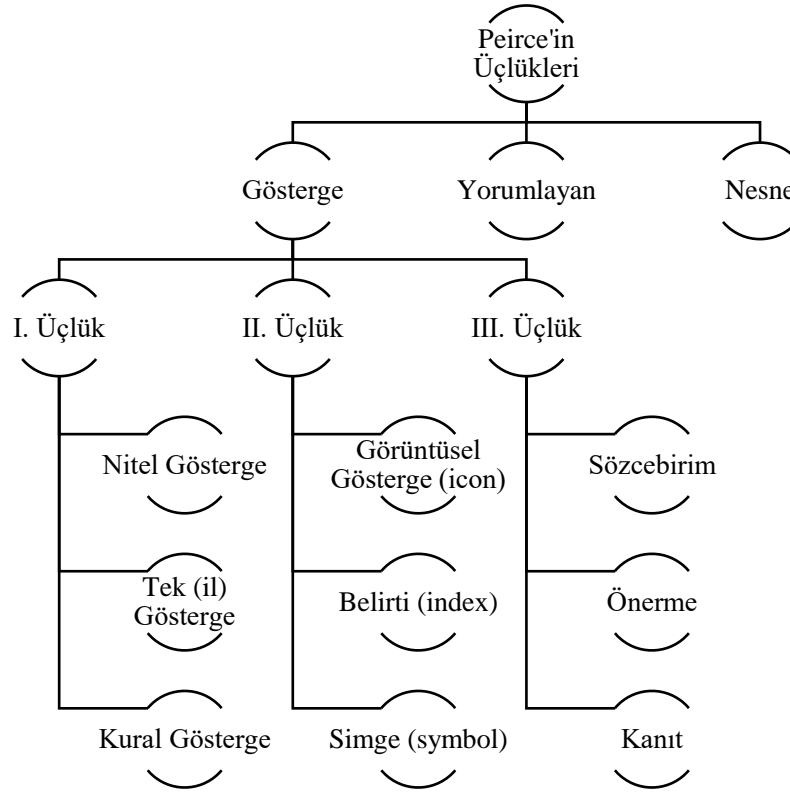 Peirce'in
Üçlükleri
Gösterge
Yorumlayan
Nesne
I. Üçlük
II. Üçlük
III. Üçlük
Nitel Gösterge
Görüntüsel
Gösterge (icon)
Sözcebirim
Tek (il)
Gösterge
Belirti (index)
Önerme
Kural Gösterge
Simge (symbol)
Kanıt